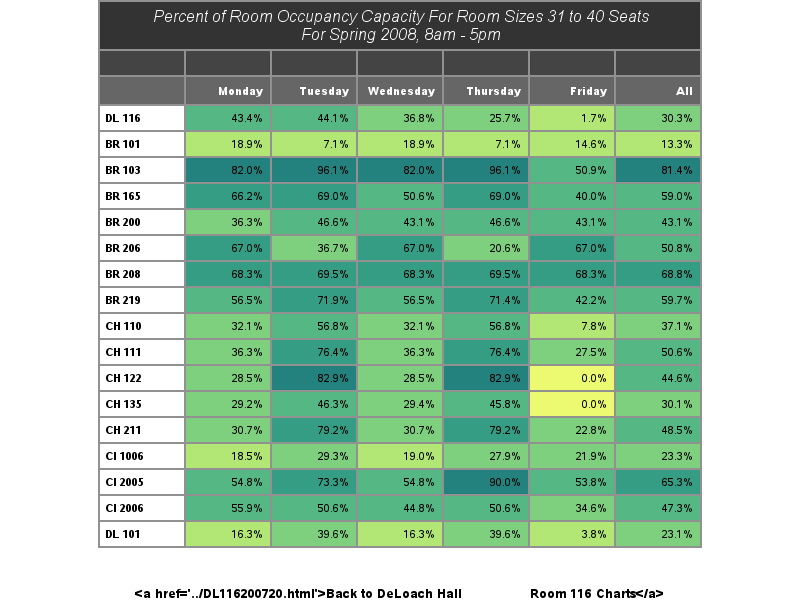 Percent of Room Occupancy Capacity For Room Sizes 31 to 40 Seats
For Spring 2008, 8am - 5pm
Monday Tuesday Wednesday Thursday Friday All
DL 116 43.4% 44.1% 36.8% 25.7% 1.7% 30.3%
BR 101 18.9% 7.1% 18.9% 7.1% 14.6% 13.3%
BR 103 82.0% 96.1% 82.0% 96.1% 50.9% 81.4%
BR 165 66.2% 69.0% 50.6% 69.0% 40.0% 59.0%
BR 200 36.3% 46.6% 43.1% 46.6% 43.1% 43.1%
BR 206 67.0% 36.7% 67.0% 20.6% 67.0% 50.8%
BR 208 68.3% 69.5% 68.3% 69.5% 68.3% 68.8%
BR 219 56.5% 71.9% 56.5% 71.4% 42.2% 59.7%
CH 110 32.1% 56.8% 32.1% 56.8% 7.8% 37.1%
CH 111 36.3% 76.4% 36.3% 76.4% 27.5% 50.6%
CH 122 28.5% 82.9% 28.5% 82.9% 0.0% 44.6%
CH 135 29.2% 46.3% 29.4% 45.8% 0.0% 30.1%
CH 211 30.7% 79.2% 30.7% 79.2% 22.8% 48.5%
CI 1006 18.5% 29.3% 19.0% 27.9% 21.9% 23.3%
CI 2005 54.8% 73.3% 54.8% 90.0% 53.8% 65.3%
CI 2006 55.9% 50.6% 44.8% 50.6% 34.6% 47.3%
DL 101 16.3% 39.6% 16.3% 39.6% 3.8% 23.1%
<a href='../DL116200720.html'>Back to DeLoach Hall Room 116 Charts</a>